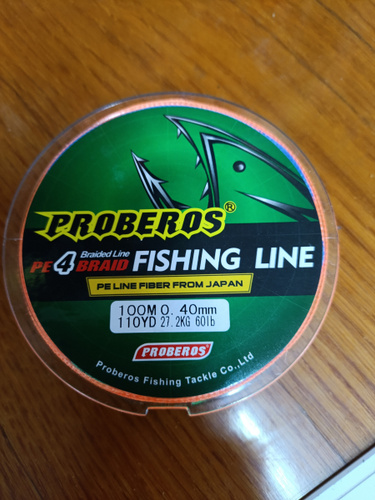 PROBEROS®
Braided Line
PE 4 BRAID FISHING LINE
PE LINE FIBER FROM JAPAN
100M 0.40mm
110YD 27.2KG 60lb
PROBEROS®
Proberos Fishing Tackle Co.,Ltd